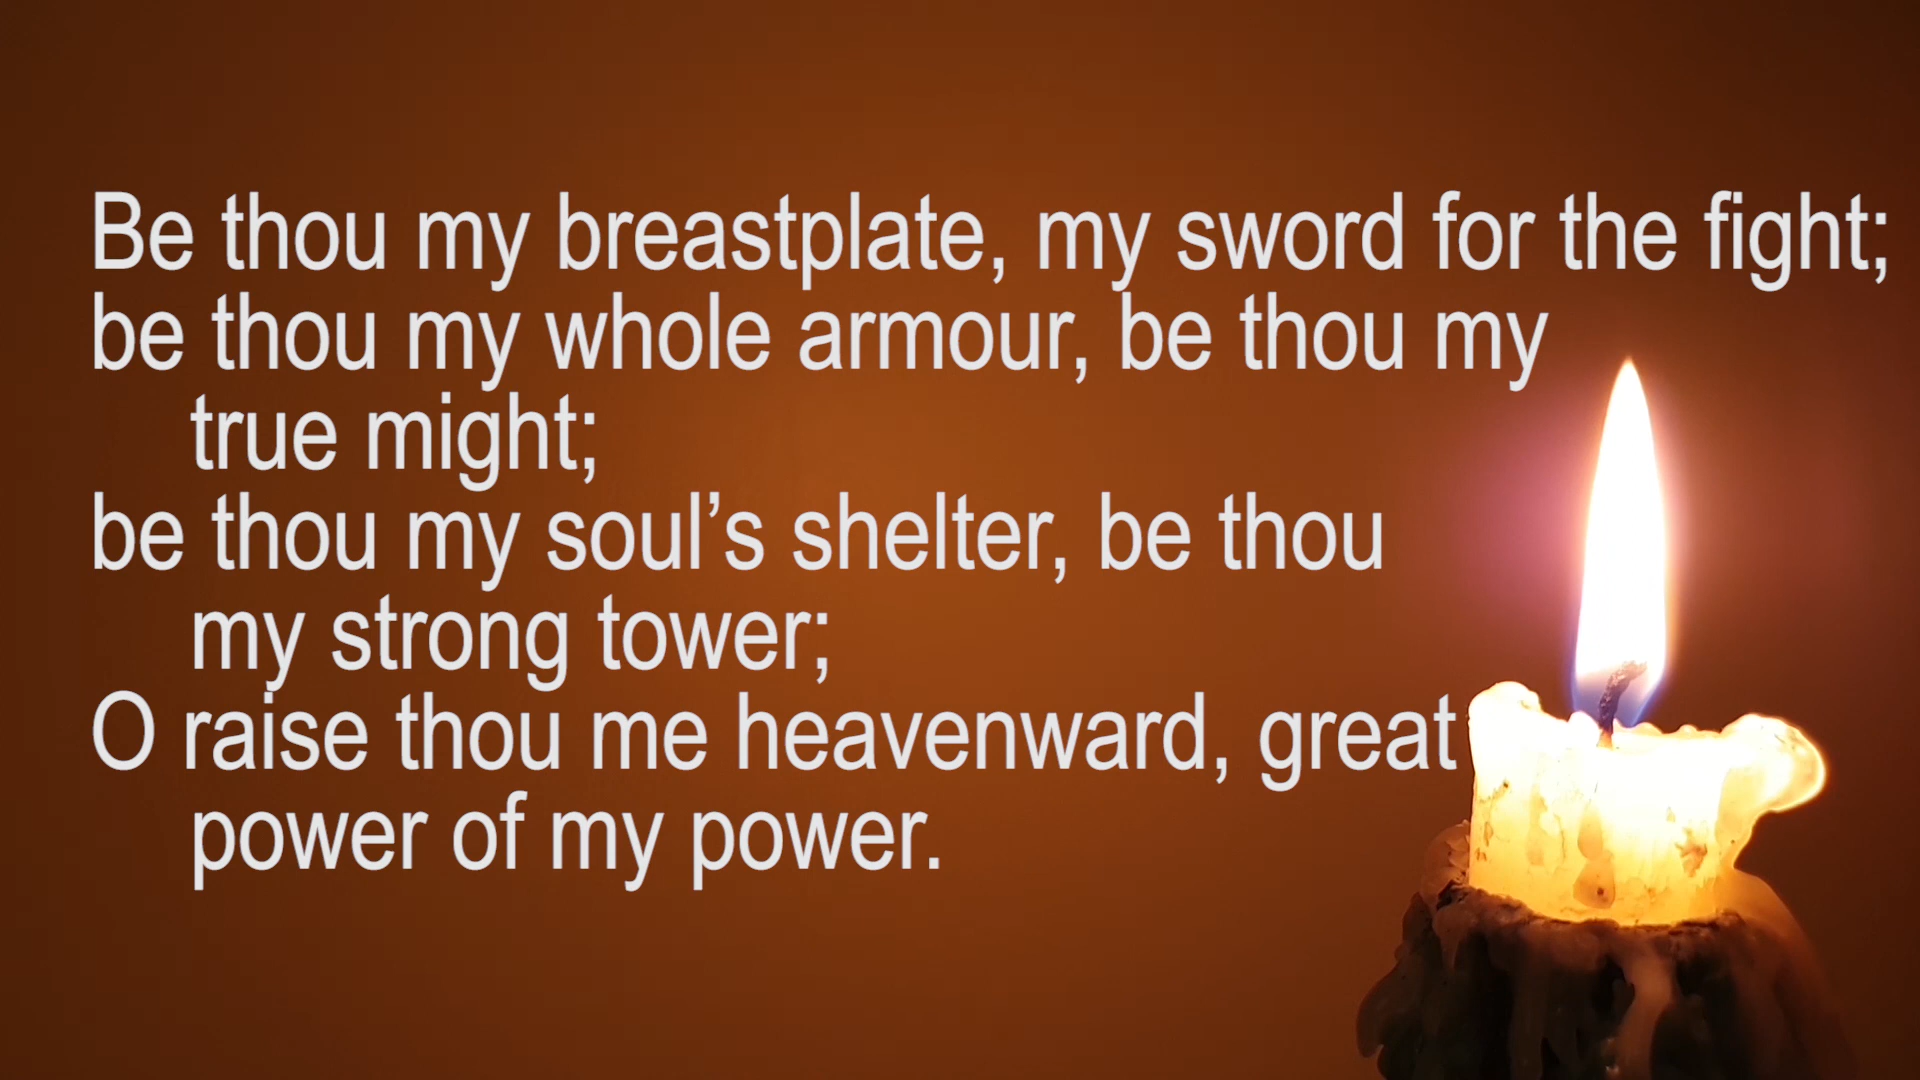 Be thou my breastplate, my sword for the fight;
be thou my whole armour, be thou my
true might;
be thou my soul’s shelter, be thou
my strong tower;
O raise thou me heavenward, great
power of my power.